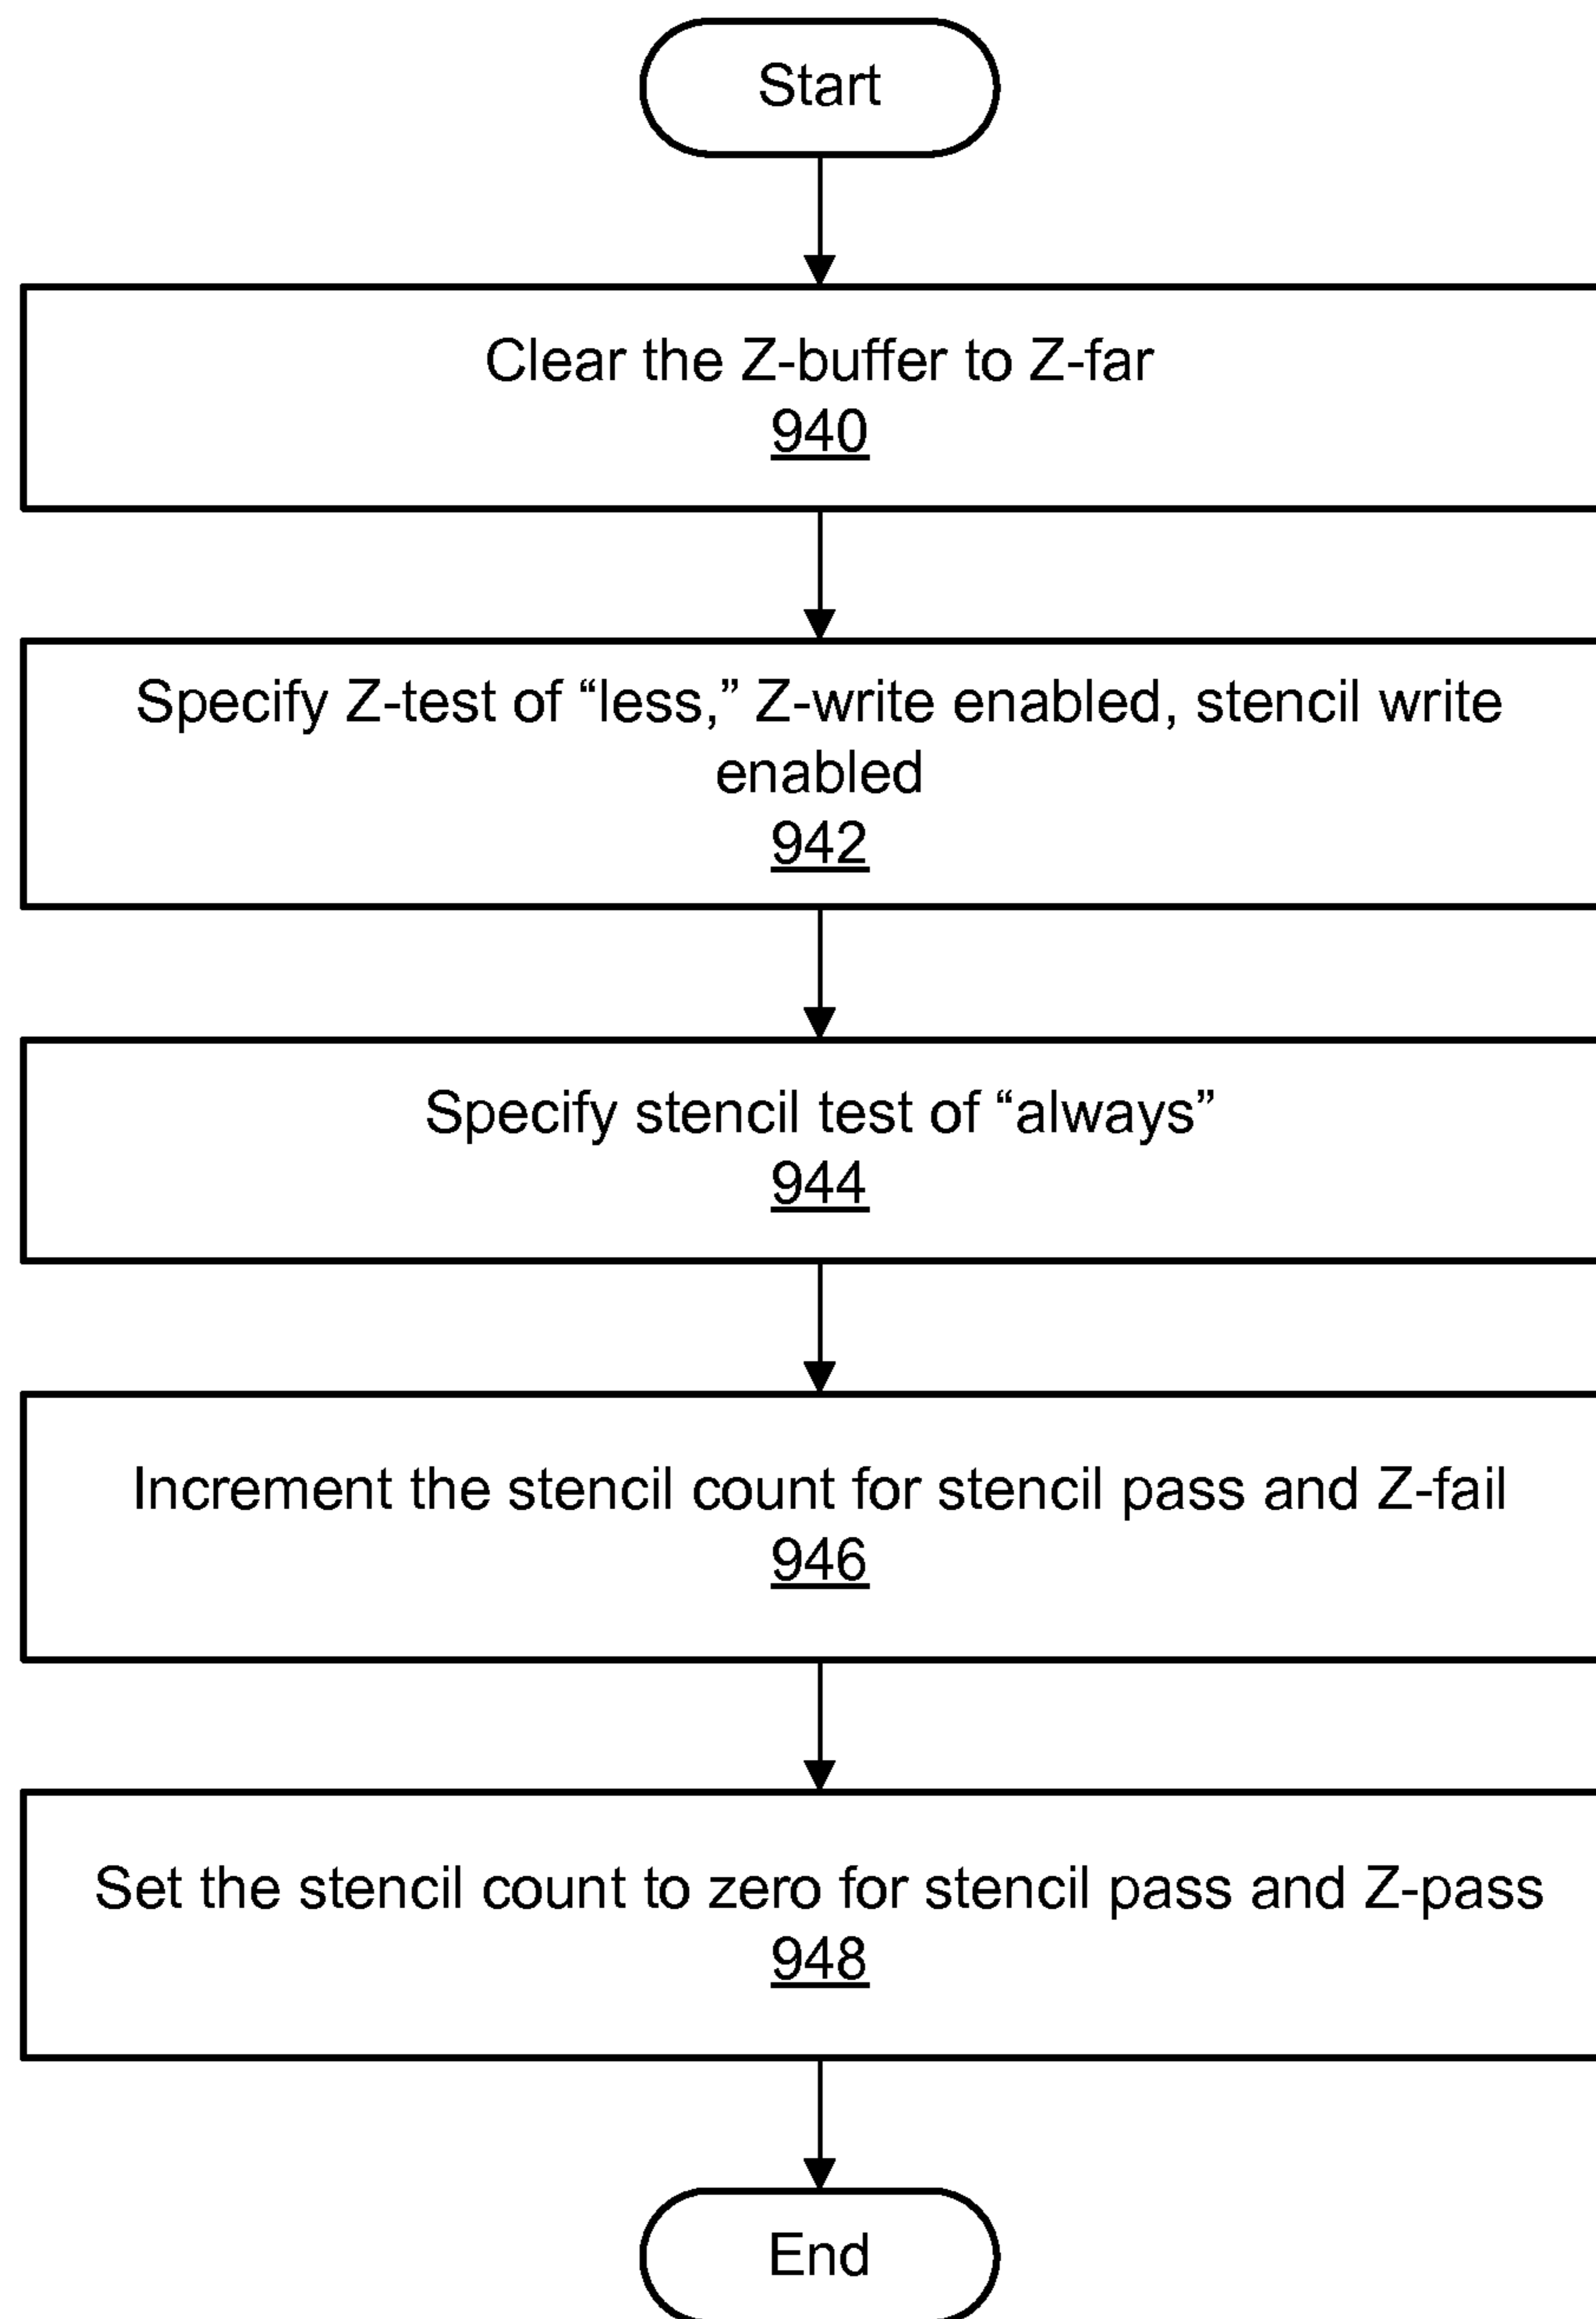 Start
Clear the Z-buffer to Z-far
940
Specify Z-test of “less,” Z-write enabled, stencil write
enabled
942
Specify stencil test of “always”
944
Increment the stencil count for stencil pass and Z-fail
946
Set the stencil count to zero for stencil pass and Z-pass
948
End